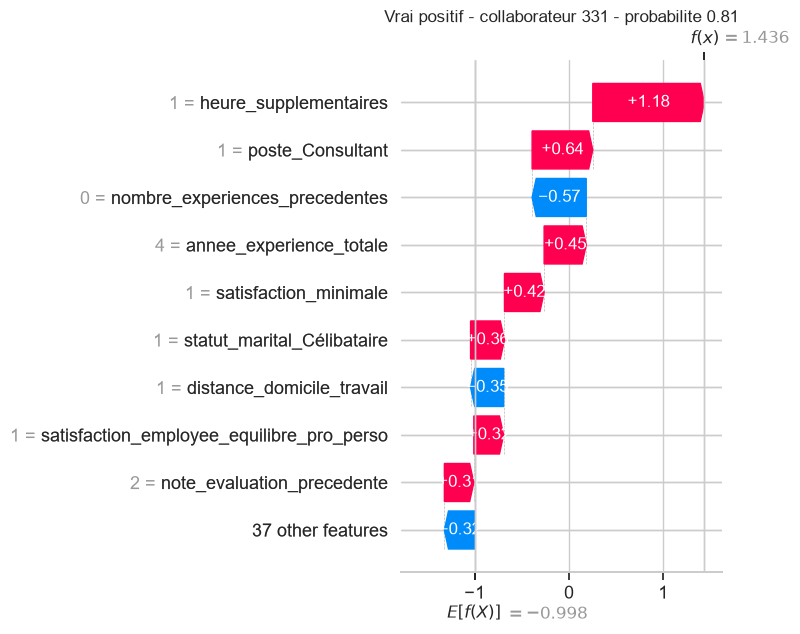 Vrai positif - collaborateur 331 - probabilite 0.81
f(x) = 1.436
1 = heure_supplementaires
+1.18
1 = poste_Consultant
+0.64
0 = nombre_experiences_precedentes
−0.57
4 = annee_experience_totale
+0.45
1 = satisfaction_minimale
+0.42
1 = statut_marital_Célibataire
+0.36
1 = distance_domicile_travail
−0.35
1 = satisfaction_employee_equilibre_pro_perso
+0.32
2 = note_evaluation_precedente
37 other features
−0.32
−1 0 1
E[f(X)] = −0.998